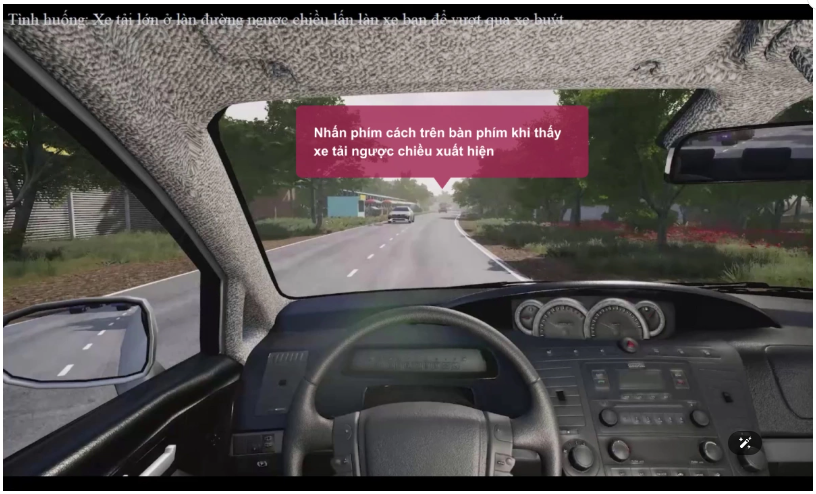 Tình huống: Xe tải lớn ở làn đường ngược chiều lấn làn xe bạn để vượt qua xe buýt
Nhấn phím cách trên bàn phím khi thấy
xe tải ngược chiều xuất hiện